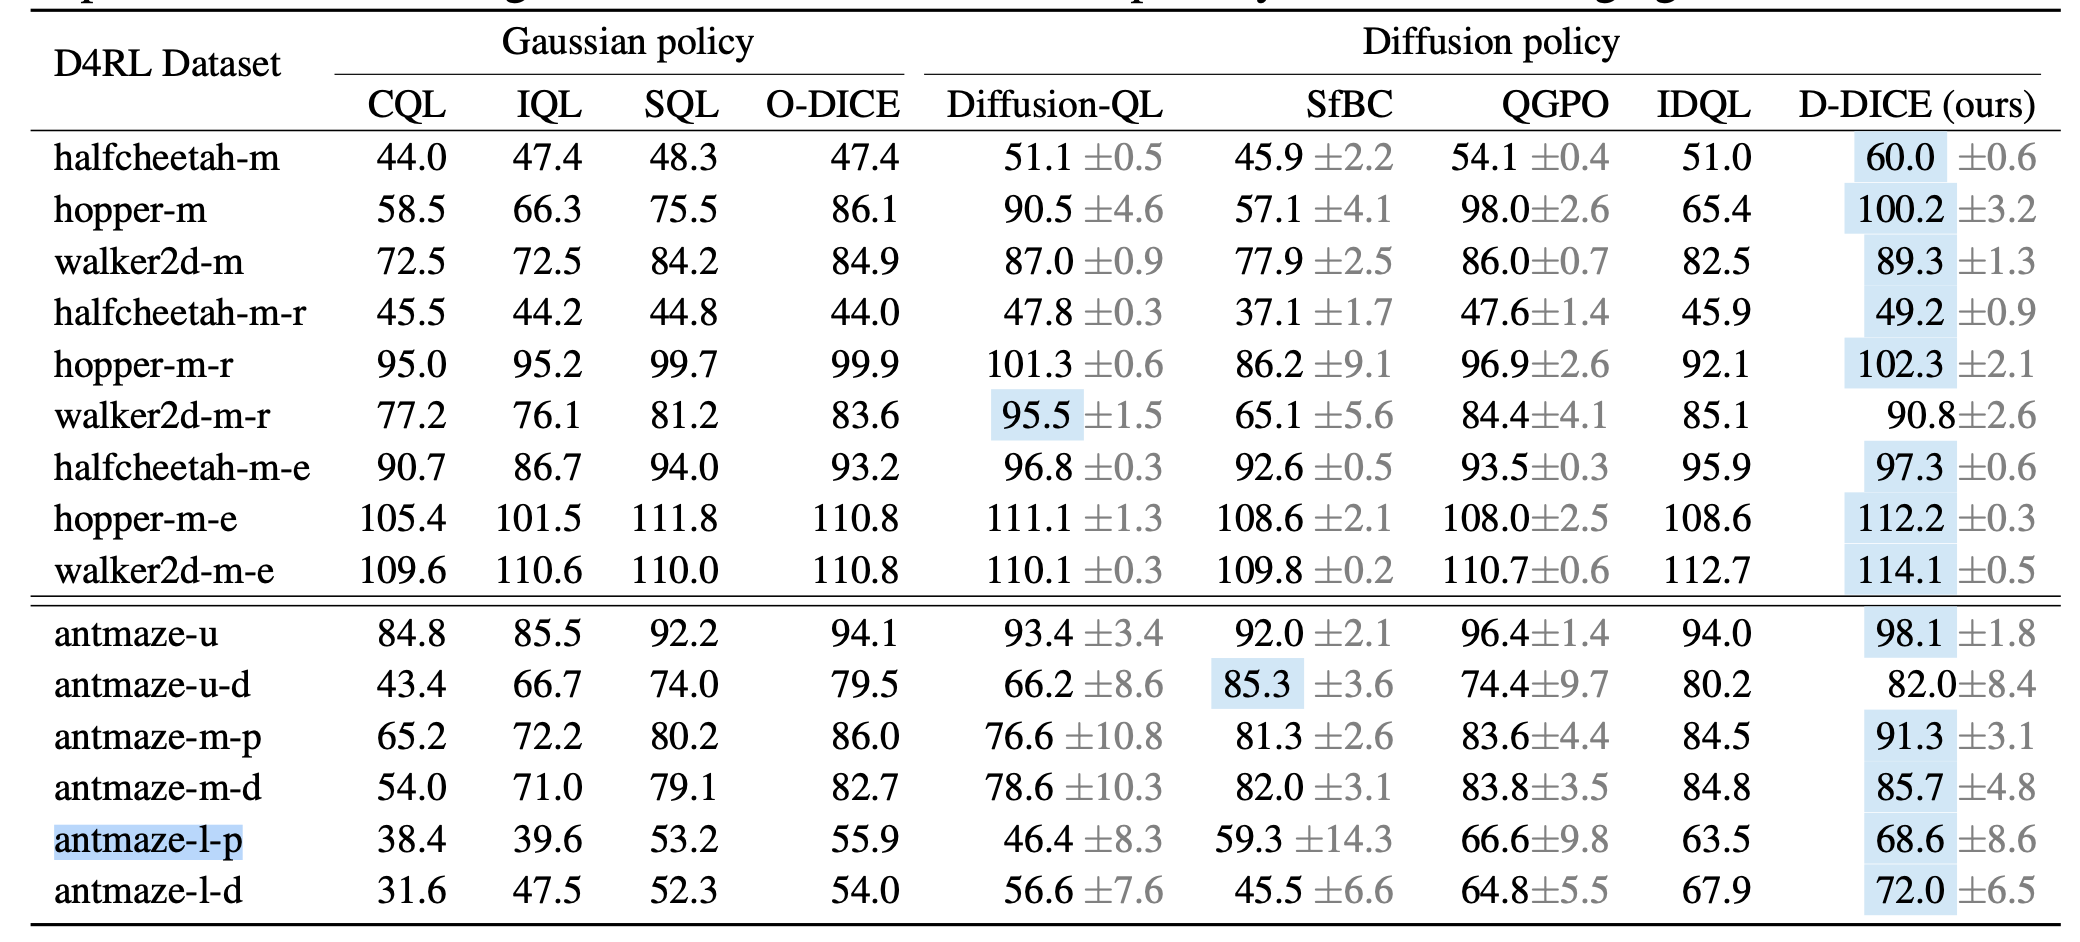 Gaussian policy Diffusion policy
D4RL Dataset
CQL IQL SQL O-DICE Diffusion-QL SfBC QGPO IDQL D-DICE (ours)
halfcheetah-m 44.0 47.4 48.3 47.4 51.1 ±0.5 45.9 ±2.2 54.1 ±0.4 51.0 60.0 ±0.6
hopper-m 58.5 66.3 75.5 86.1 90.5 ±4.6 57.1 ±4.1 98.0±2.6 65.4 100.2 ±3.2
walker2d-m 72.5 72.5 84.2 84.9 87.0 ±0.9 77.9 ±2.5 86.0±0.7 82.5 89.3 ±1.3
halfcheetah-m-r 45.5 44.2 44.8 44.0 47.8 ±0.3 37.1 ±1.7 47.6±1.4 45.9 49.2 ±0.9
hopper-m-r 95.0 95.2 99.7 99.9 101.3 ±0.6 86.2 ±9.1 96.9±2.6 92.1 102.3 ±2.1
walker2d-m-r 77.2 76.1 81.2 83.6 95.5 ±1.5 65.1 ±5.6 84.4±4.1 85.1 90.8±2.6
halfcheetah-m-e 90.7 86.7 94.0 93.2 96.8 ±0.3 92.6 ±0.5 93.5±0.3 95.9 97.3 ±0.6
hopper-m-e 105.4 101.5 111.8 110.8 111.1 ±1.3 108.6 ±2.1 108.0±2.5 108.6 112.2 ±0.3
walker2d-m-e 109.6 110.6 110.0 110.8 110.1 ±0.3 109.8 ±0.2 110.7±0.6 112.7 114.1 ±0.5
antmaze-u 84.8 85.5 92.2 94.1 93.4 ±3.4 92.0 ±2.1 96.4±1.4 94.0 98.1 ±1.8
antmaze-u-d 43.4 66.7 74.0 79.5 66.2 ±8.6 85.3 ±3.6 74.4±9.7 80.2 82.0±8.4
antmaze-m-p 65.2 72.2 80.2 86.0 76.6 ±10.8 81.3 ±2.6 83.6±4.4 84.5 91.3 ±3.1
antmaze-m-d 54.0 71.0 79.1 82.7 78.6 ±10.3 82.0 ±3.1 83.8±3.5 84.8 85.7 ±4.8
antmaze-l-p 38.4 39.6 53.2 55.9 46.4 ±8.3 59.3 ±14.3 66.6±9.8 63.5 68.6 ±8.6
antmaze-l-d 31.6 47.5 52.3 54.0 56.6 ±7.6 45.5 ±6.6 64.8±5.5 67.9 72.0 ±6.5